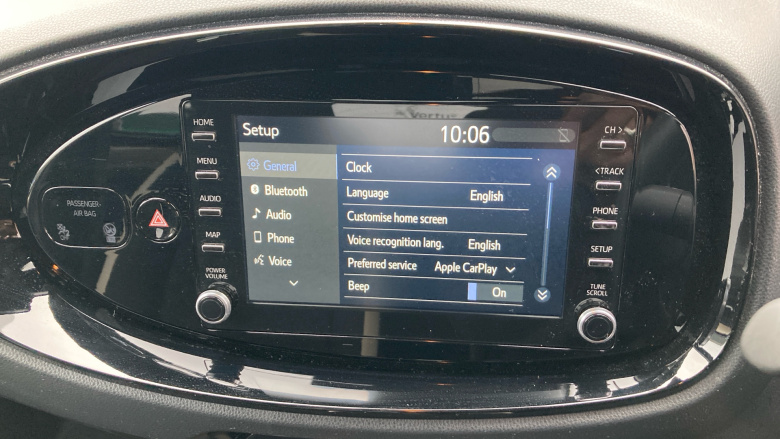 HOME
MENU
AUDIO
MAP
POWER
VOLUME
PASSENGER
AIR BAG
Setup
10:06
General
Bluetooth
Audio
Phone
Voice
Clock
Language English
Customise home screen
Voice recognition lang. English
Preferred service Apple CarPlay
Beep On
CH >
< TRACK
PHONE
SETUP
TUNE
SCROLL